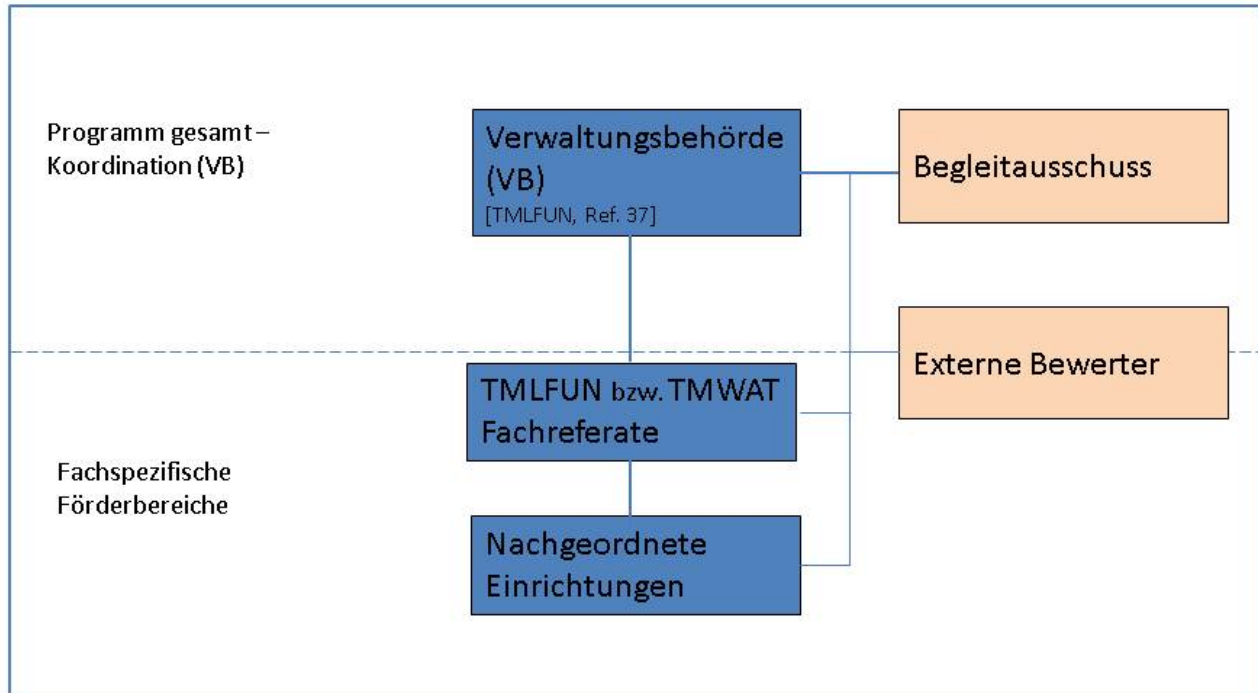 Programm gesamt –
Koordination (VB)
Verwaltungsbehörde
(VB)
[TMLFUN, Ref. 37]
Begleitausschuss
Externe Bewerter
TMLFUN bzw. TMWAT
Fachreferate
Fachspezifische
Förderbereiche
Nachgeordnete
Einrichtungen